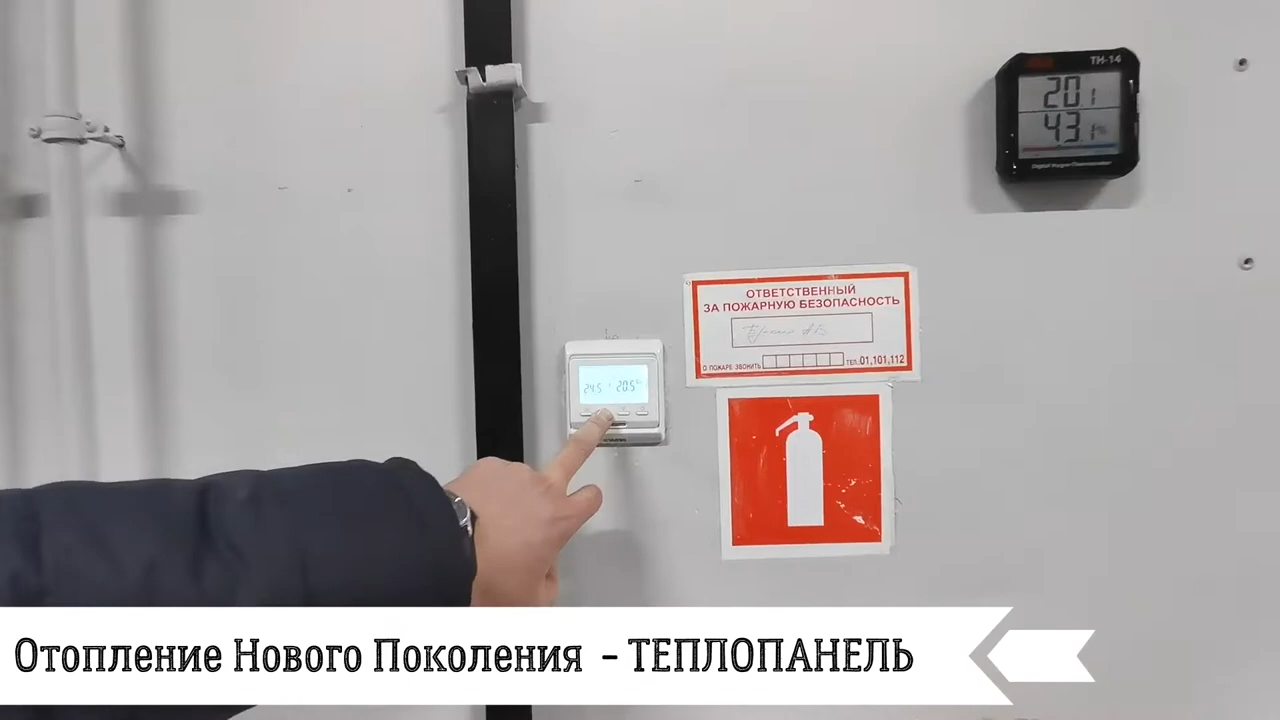 TH-14
20.1
43.1%
ОТВЕТСТВЕННЫЙ
ЗА ПОЖАРНУЮ БЕЗОПАСНОСТЬ
О ПОЖАРЕ ЗВОНИТЬ ТЕЛ. 01,101,112
24.5 20.5
Отопление Нового Поколения - ТЕПЛОПАНЕЛЬ